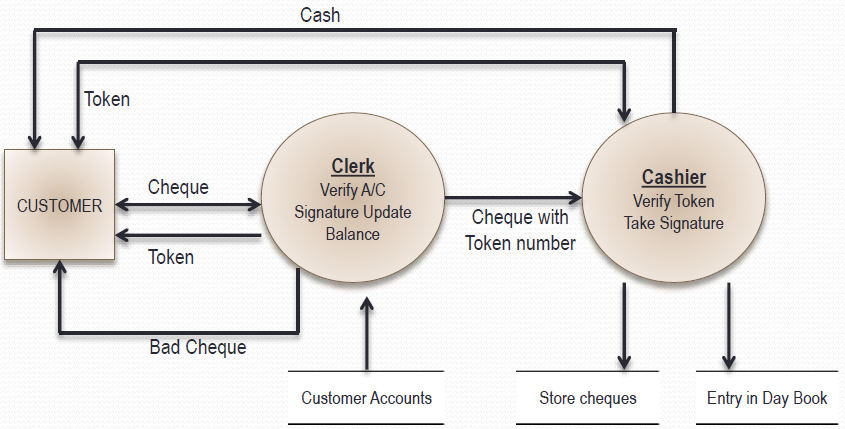 Cash
Token
CUSTOMER
Cheque
Token
Bad Cheque
Clerk
Verify A/C
Signature Update
Balance
Cheque with
Token number
Cashier
Verify Token
Take Signature
Customer Accounts
Store cheques
Entry in Day Book